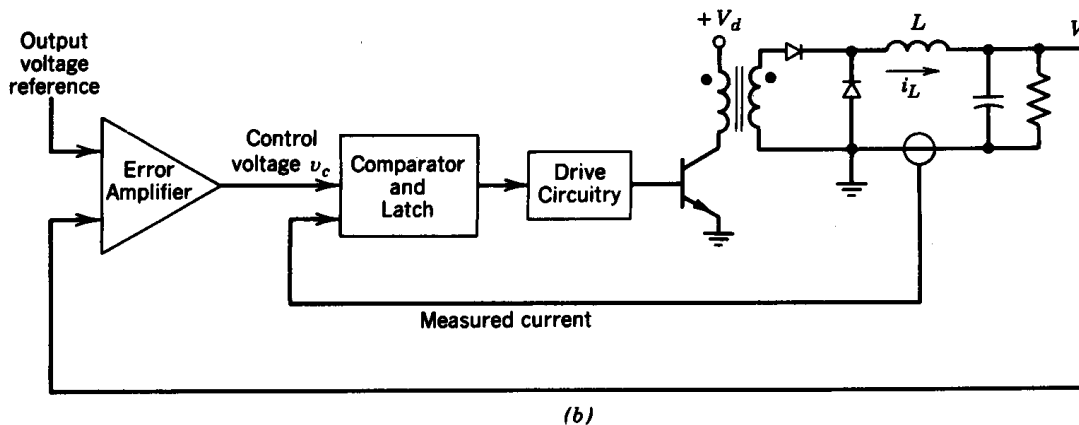 Output
voltage
reference
Error
Amplifier
Control
voltage v_c
Comparator
and
Latch
Drive
Circuitry
+ V_d
L
i_L
V
Measured current
(b)